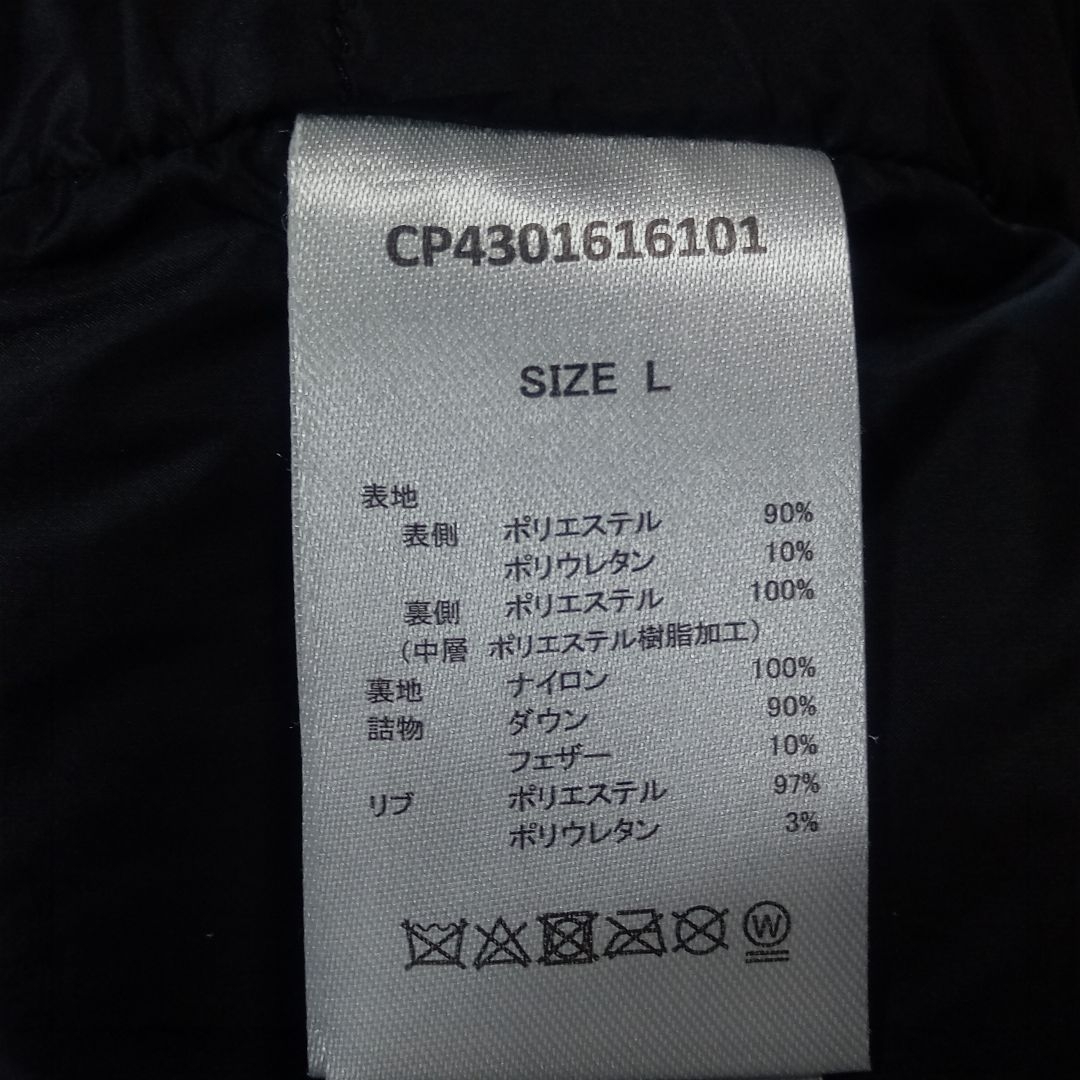 CP4301616101
SIZE L
表地
表側 ポリエステル 90%
ポリウレタン 10%
裏側 ポリエステル 100%
(中層 ポリエステル樹脂加工)
裏地 ナイロン 100%
詰物 ダウン 90%
フェザー 10%
リブ ポリエステル 97%
ポリウレタン 3%
W